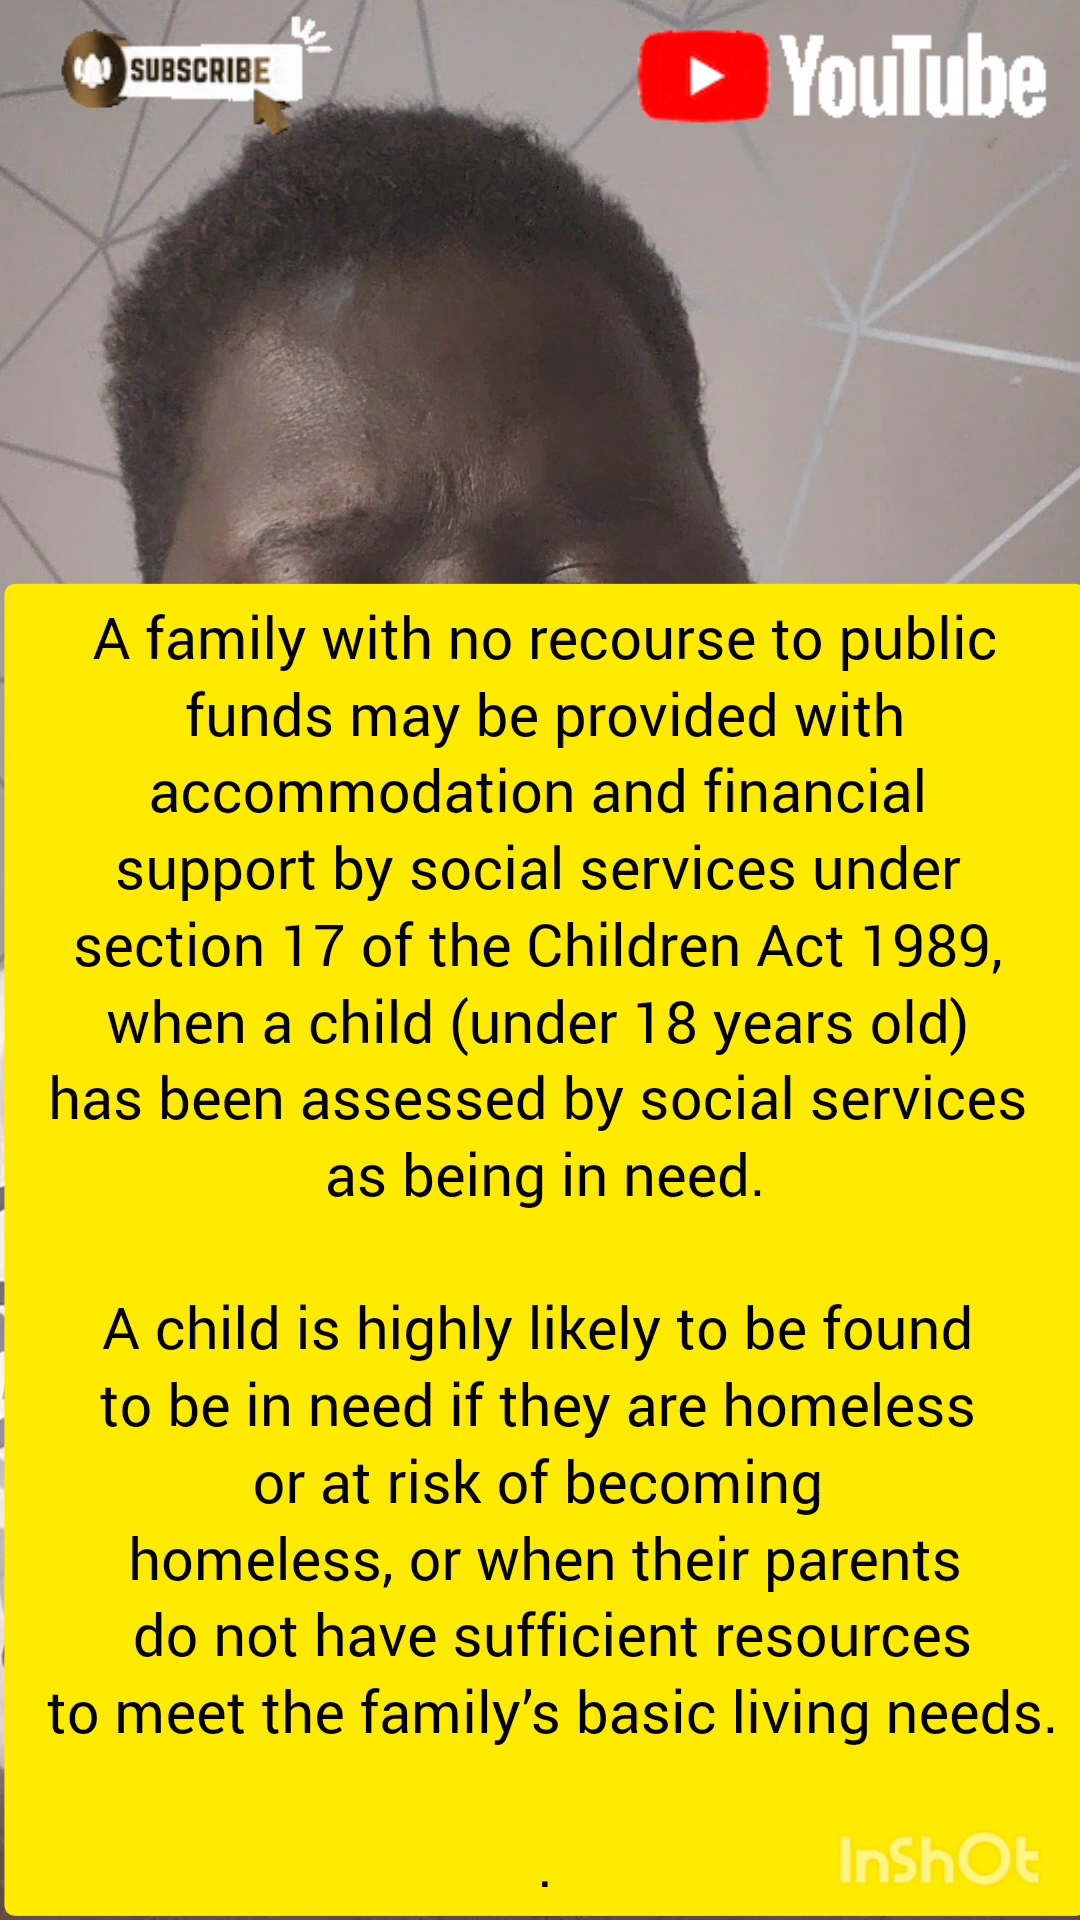 SUBSCRIBE
YouTube
A family with no recourse to public
funds may be provided with
accommodation and financial
support by social services under
section 17 of the Children Act 1989,
when a child (under 18 years old)
has been assessed by social services
as being in need.
A child is highly likely to be found
to be in need if they are homeless
or at risk of becoming
homeless, or when their parents
do not have sufficient resources
to meet the family’s basic living needs.
.
InShOt